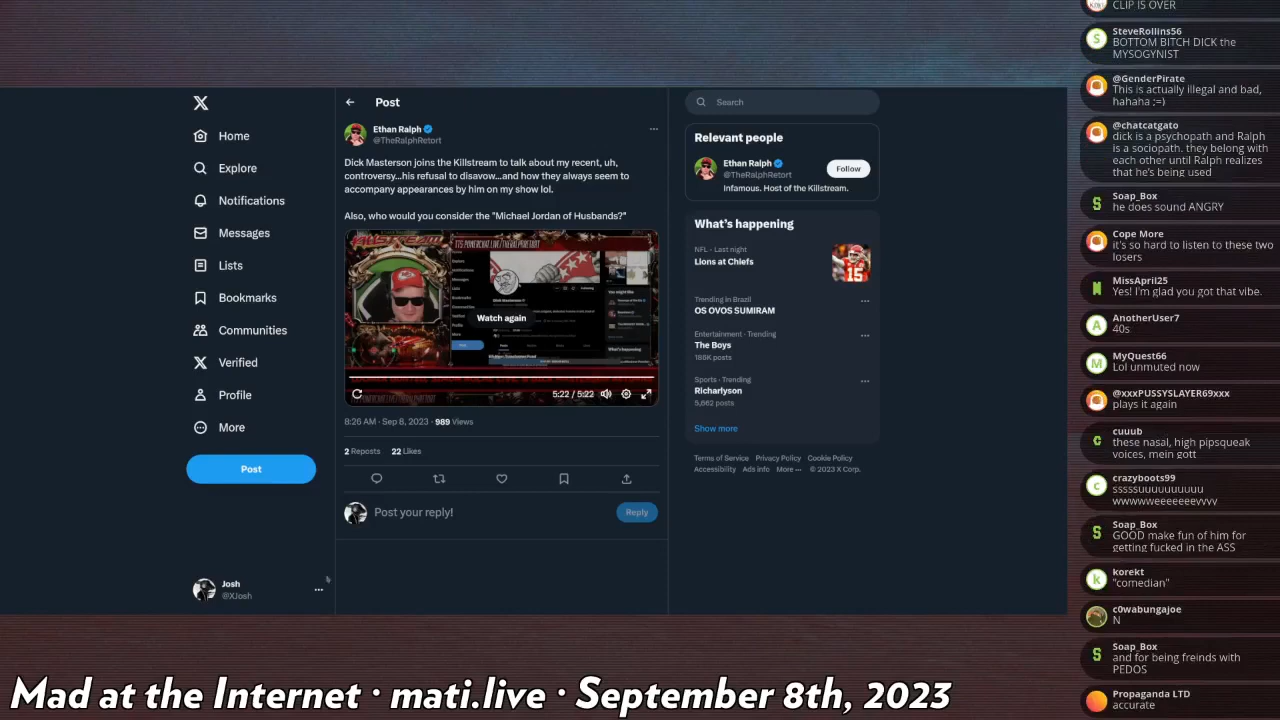 Home
Explore
Notifications
Messages
Lists
Bookmarks
Communities
Verified
Profile
More
Post
Josh
@XJosh
Post
Ethan Ralph
@TheRalphRetort
Dick Masterson joins the Killstream to talk about my recent, uh,
controversy...his refusal to disavow...and how they always seem to
accompany appearances by him on my show lol.
Also, who would you consider the "Michael Jordan of Husbands?"
Watch again
5:22 / 5:22
8:26 AM · Sep 8, 2023 · 989 Views
2 Reposts 22 Likes
Post your reply!
Reply
Search
Relevant people
Ethan Ralph
@TheRalphRetort
Follow
Infamous. Host of the Killstream.
What's happening
NFL · Last night
Lions at Chiefs
Trending in Brazil
OS OVOS SUMIRAM
Entertainment · Trending
The Boys
186K posts
Sports · Trending
Richarlyson
5,662 posts
Show more
Terms of Service Privacy Policy Cookie Policy
Accessibility Ads info More ··· © 2023 X Corp.
CLIP IS OVER
SteveRollins56
BOTTOM BITCH DICK the
MYSOGYNIST
@GenderPirate
This is actually illegal and bad,
hahaha ;=)
@chatcatgato
dick is a psychopath and Ralph
is a sociopath. they belong with
each other until Ralph realizes
that he's being used
Soap_Box
he does sound ANGRY
Cope More
it's so hard to listen to these two
losers
MissApril25
Yes! I'm glad you got that vibe.
AnotherUser7
40s
MyQuest66
Lol unmuted now
@xxxPUSSYSLAYER69xxx
plays it again
cuuub
these nasal, high pipsqueak
voices, mein gott
crazyboots99
sssssuuuuuuuuu
wwwwweeeeeeevvvv
Soap_Box
GOOD make fun of him for
getting fucked in the ASS
korekt
"comedian"
c0wabungajoe
N
Soap_Box
and for being freinds with
PEDOS
Propaganda LTD
accurate
Mad at the Internet · mati.live · September 8th, 2023